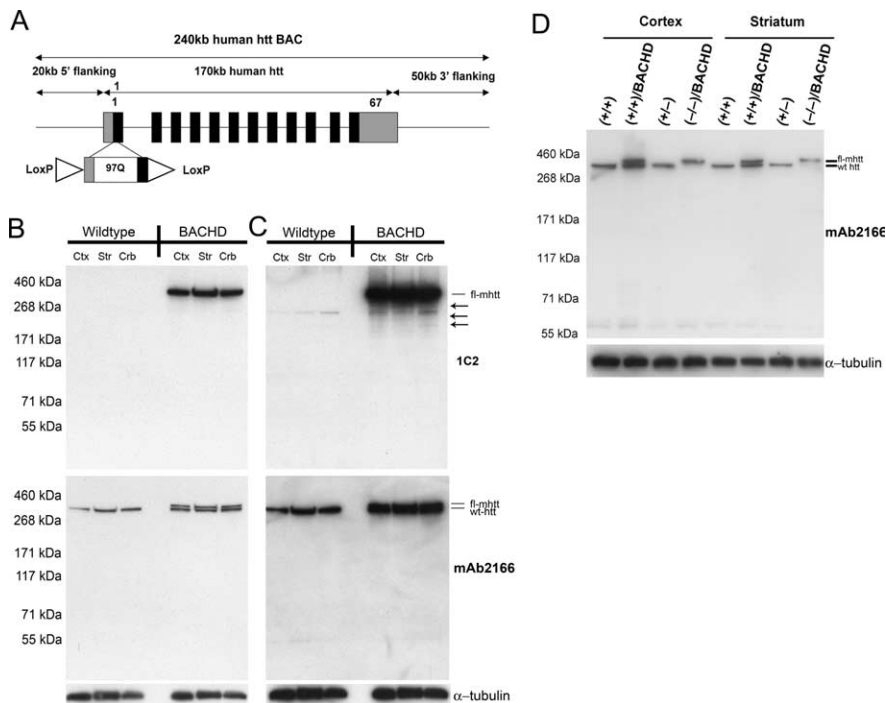 A
240kb human htt BAC
20kb 5' flanking
170kb human htt
50kb 3' flanking
1
1
67
LoxP
97Q
LoxP
B
Wildtype
BACHD
Ctx Str Crb
Ctx Str Crb
460 kDa
268 kDa
171 kDa
117 kDa
71 kDa
55 kDa
460 kDa
268 kDa
171 kDa
117 kDa
71 kDa
55 kDa
C
Wildtype
BACHD
Ctx Str Crb
Ctx Str Crb
fl-mhtt
1C2
fl-mhtt
wt-htt
mAb2166
α-tubulin
D
Cortex
Striatum
(+/+)
(+/+)/BACHD
(+/−)
(−/−)/BACHD
(+/+)
(+/+)/BACHD
(+/−)
(−/−)/BACHD
460 kDa
268 kDa
171 kDa
117 kDa
71 kDa
55 kDa
fl-mhtt
wt htt
mAb2166
α-tubulin